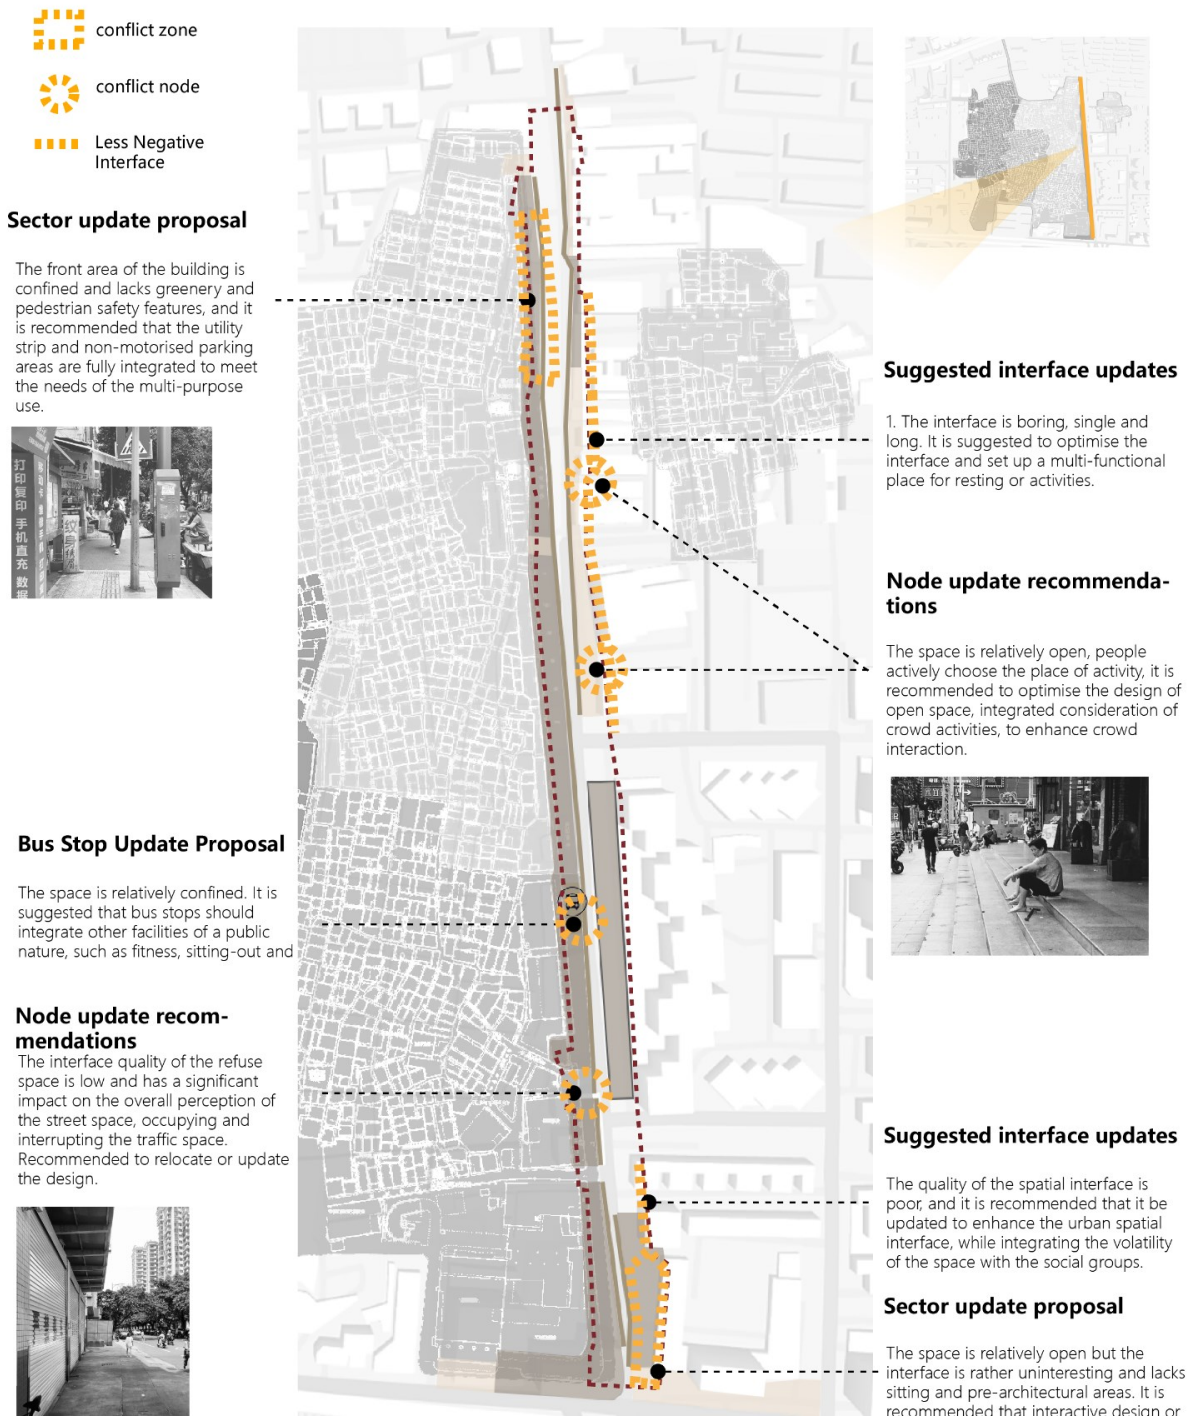 conflict zone
conflict node
Less Negative
Interface
Sector update proposal
The front area of the building is
confined and lacks greenery and
pedestrian safety features, and it
is recommended that the utility
strip and non-motorised parking
areas are fully integrated to meet
the needs of the multi-purpose
use.
打印复印 手机直充 数据
Bus Stop Update Proposal
The space is relatively confined. It is
suggested that bus stops should
integrate other facilities of a public
nature, such as fitness, sitting-out and
Node update recom-
mendations
The interface quality of the refuse
space is low and has a significant
impact on the overall perception of
the street space, occupying and
interrupting the traffic space.
Recommended to relocate or update
the design.
Suggested interface updates
1. The interface is boring, single and
long. It is suggested to optimise the
interface and set up a multi-functional
place for resting or activities.
Node update recommenda-
tions
The space is relatively open, people
actively choose the place of activity, it is
recommended to optimise the design of
open space, integrated consideration of
crowd activities, to enhance crowd
interaction.
Suggested interface updates
The quality of the spatial interface is
poor, and it is recommended that it be
updated to enhance the urban spatial
interface, while integrating the volatility
of the space with the social groups.
Sector update proposal
The space is relatively open but the
interface is rather uninteresting and lacks
sitting and pre-architectural areas. It is
recommended that interactive design or